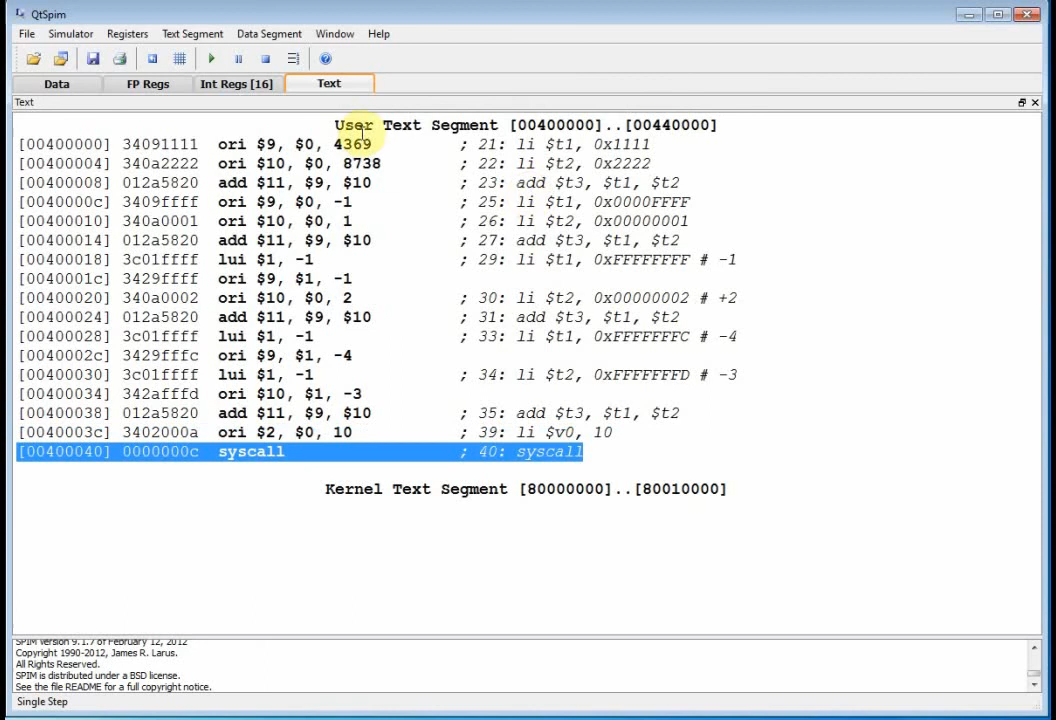 QtSpim
File Simulator Registers Text Segment Data Segment Window Help
Data FP Regs Int Regs [16] Text
Text
User Text Segment [00400000]..[00440000]
[00400000] 34091111 ori $9, $0, 4369 ; 21: li $t1, 0x1111
[00400004] 340a2222 ori $10, $0, 8738 ; 22: li $t2, 0x2222
[00400008] 012a5820 add $11, $9, $10 ; 23: add $t3, $t1, $t2
[0040000c] 3409ffff ori $9, $0, -1 ; 25: li $t1, 0x0000FFFF
[00400010] 340a0001 ori $10, $0, 1 ; 26: li $t2, 0x00000001
[00400014] 012a5820 add $11, $9, $10 ; 27: add $t3, $t1, $t2
[00400018] 3c01ffff lui $1, -1 ; 29: li $t1, 0xFFFFFFFF # -1
[0040001c] 3429ffff ori $9, $1, -1
[00400020] 340a0002 ori $10, $0, 2 ; 30: li $t2, 0x00000002 # +2
[00400024] 012a5820 add $11, $9, $10 ; 31: add $t3, $t1, $t2
[00400028] 3c01ffff lui $1, -1 ; 33: li $t1, 0xFFFFFFFC # -4
[0040002c] 3429fffc ori $9, $1, -4
[00400030] 3c01ffff lui $1, -1 ; 34: li $t2, 0xFFFFFFFD # -3
[00400034] 342afffd ori $10, $1, -3
[00400038] 012a5820 add $11, $9, $10 ; 35: add $t3, $t1, $t2
[0040003c] 3402000a ori $2, $0, 10 ; 39: li $v0, 10
[00400040] 0000000c syscall ; 40: syscall
Kernel Text Segment [80000000]..[80010000]
SPIM Version 9.1.7 of February 12, 2012
Copyright 1990-2012, James R. Larus.
All Rights Reserved.
SPIM is distributed under a BSD license.
See the file README for a full copyright notice.
Single Step